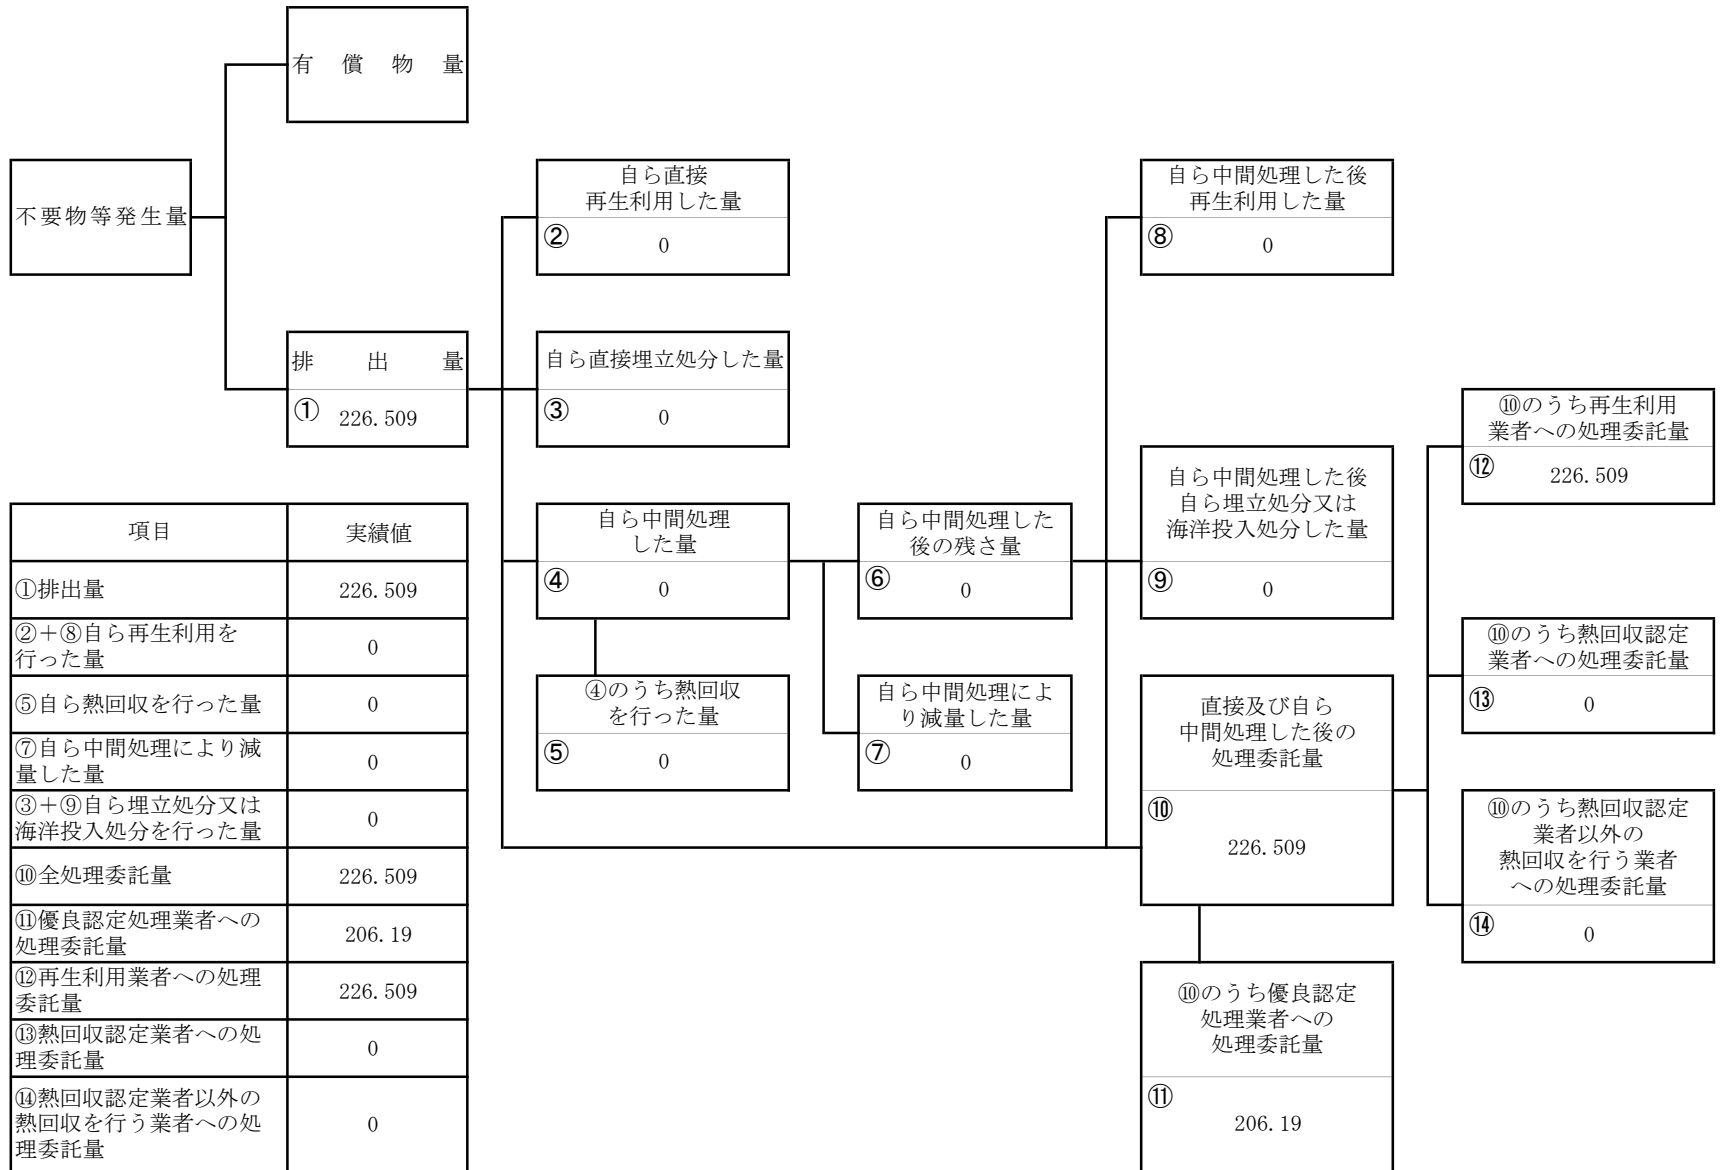 有償物量
不要物等発生量
排出量
① 226.509
自ら直接
再生利用した量
② 0
自ら直接埋立処分した量
③ 0
自ら中間処理
した量
④ 0
④のうち熱回収
を行った量
⑤ 0
自ら中間処理した
後の残さ量
⑥ 0
自ら中間処理によ
り減量した量
⑦ 0
自ら中間処理した後
再生利用した量
⑧ 0
自ら中間処理した後
自ら埋立処分又は
海洋投入処分した量
⑨ 0
直接及び自ら
中間処理した後の
処理委託量
⑩
226.509
⑩のうち優良認定
処理業者への
処理委託量
⑪
206.19
⑩のうち再生利用
業者への処理委託量
⑫ 226.509
⑩のうち熱回収認定
業者への処理委託量
⑬ 0
⑩のうち熱回収認定
業者以外の
熱回収を行う業者
への処理委託量
⑭ 0
項目 実績値
①排出量 226.509
②＋⑧自ら再生利用を
行った量 0
⑤自ら熱回収を行った量 0
⑦自ら中間処理により減
量した量 0
③＋⑨自ら埋立処分又は
海洋投入処分を行った量 0
⑩全処理委託量 226.509
⑪優良認定処理業者への
処理委託量 206.19
⑫再生利用業者への処理
委託量 226.509
⑬熱回収認定業者への処
理委託量 0
⑭熱回収認定業者以外の
熱回収を行う業者への処
理委託量 0